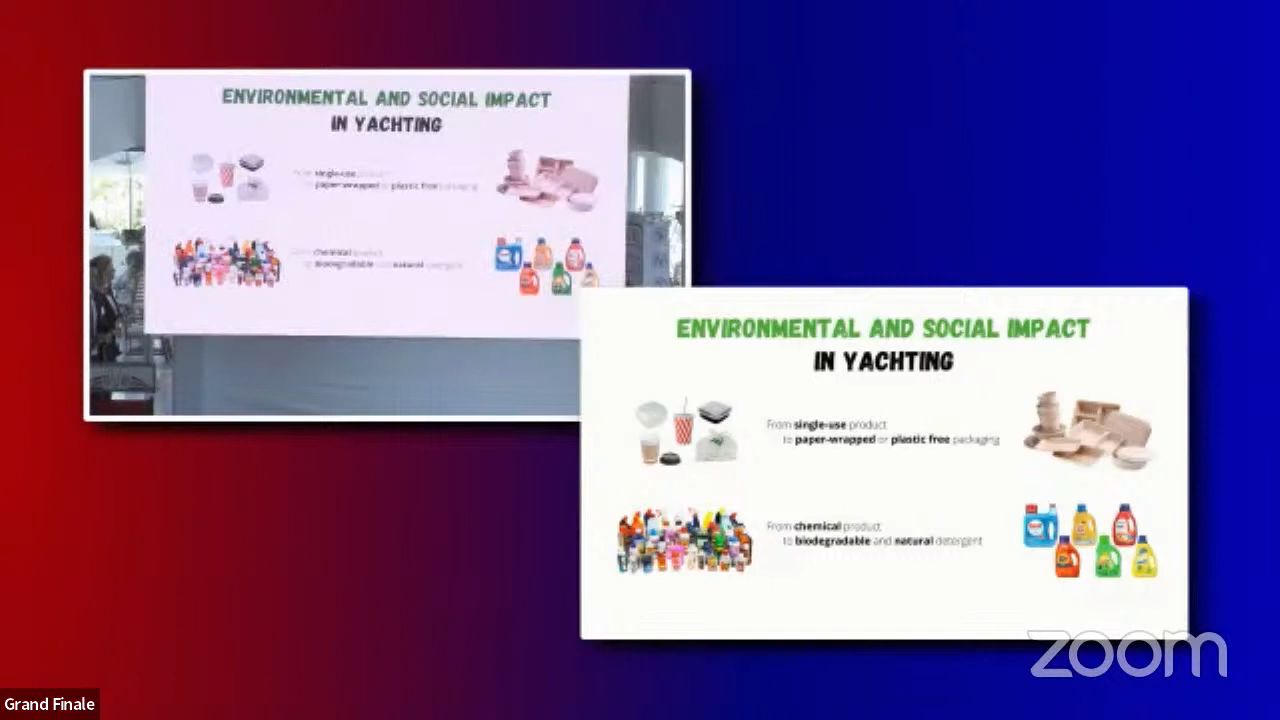 ENVIRONMENTAL AND SOCIAL IMPACT
IN YACHTING
From single-use product
to paper-wrapped or plastic free packaging
From chemical product
to biodegradable and natural detergent
ENVIRONMENTAL AND SOCIAL IMPACT
IN YACHTING
From single-use product
to paper-wrapped or plastic free packaging
From chemical product
to biodegradable and natural detergent
zoom
Grand Finale